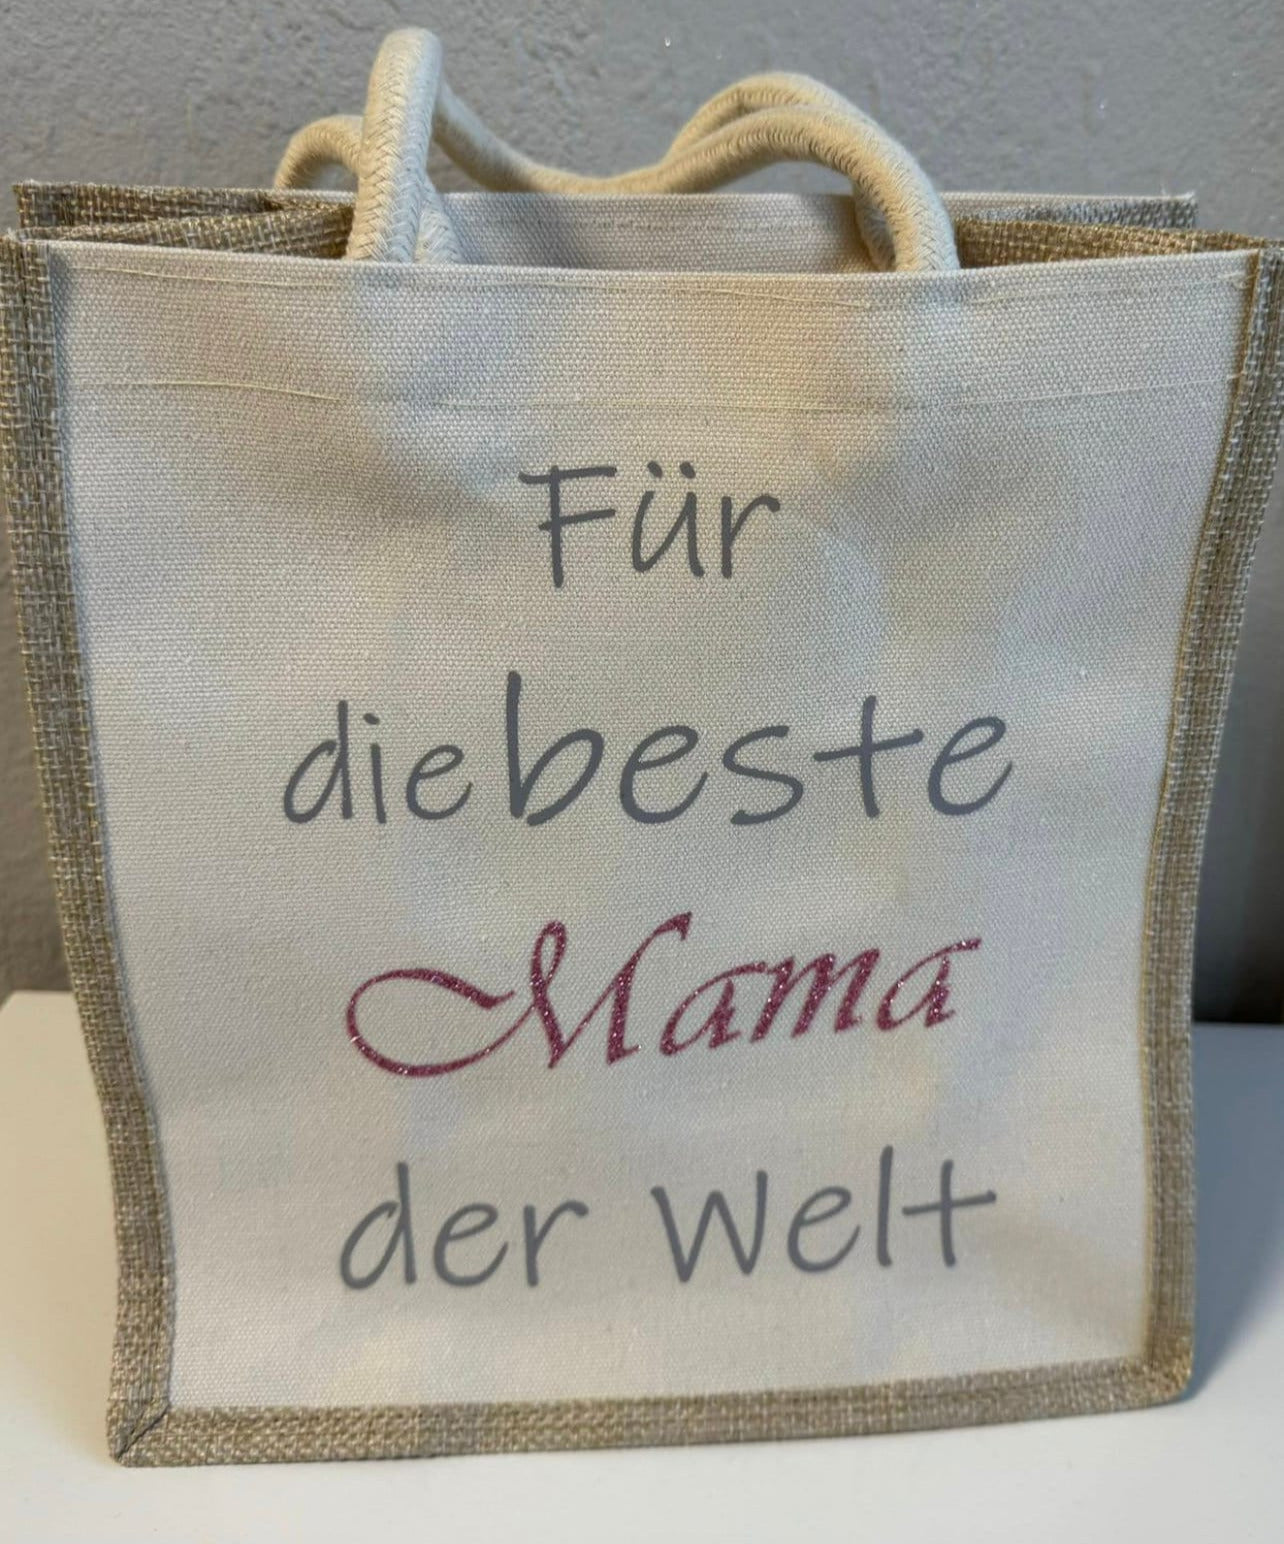 Für
die beste
Mama
der Welt